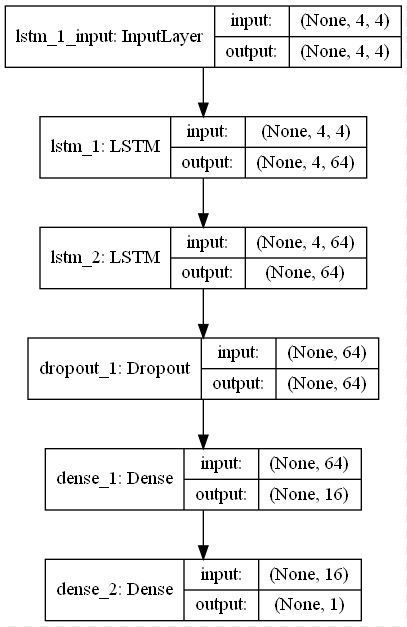 lstm_1_input: InputLayer
input: (None, 4, 4)
output: (None, 4, 4)
lstm_1: LSTM
input: (None, 4, 4)
output: (None, 4, 64)
lstm_2: LSTM
input: (None, 4, 64)
output: (None, 64)
dropout_1: Dropout
input: (None, 64)
output: (None, 64)
dense_1: Dense
input: (None, 64)
output: (None, 16)
dense_2: Dense
input: (None, 16)
output: (None, 1)